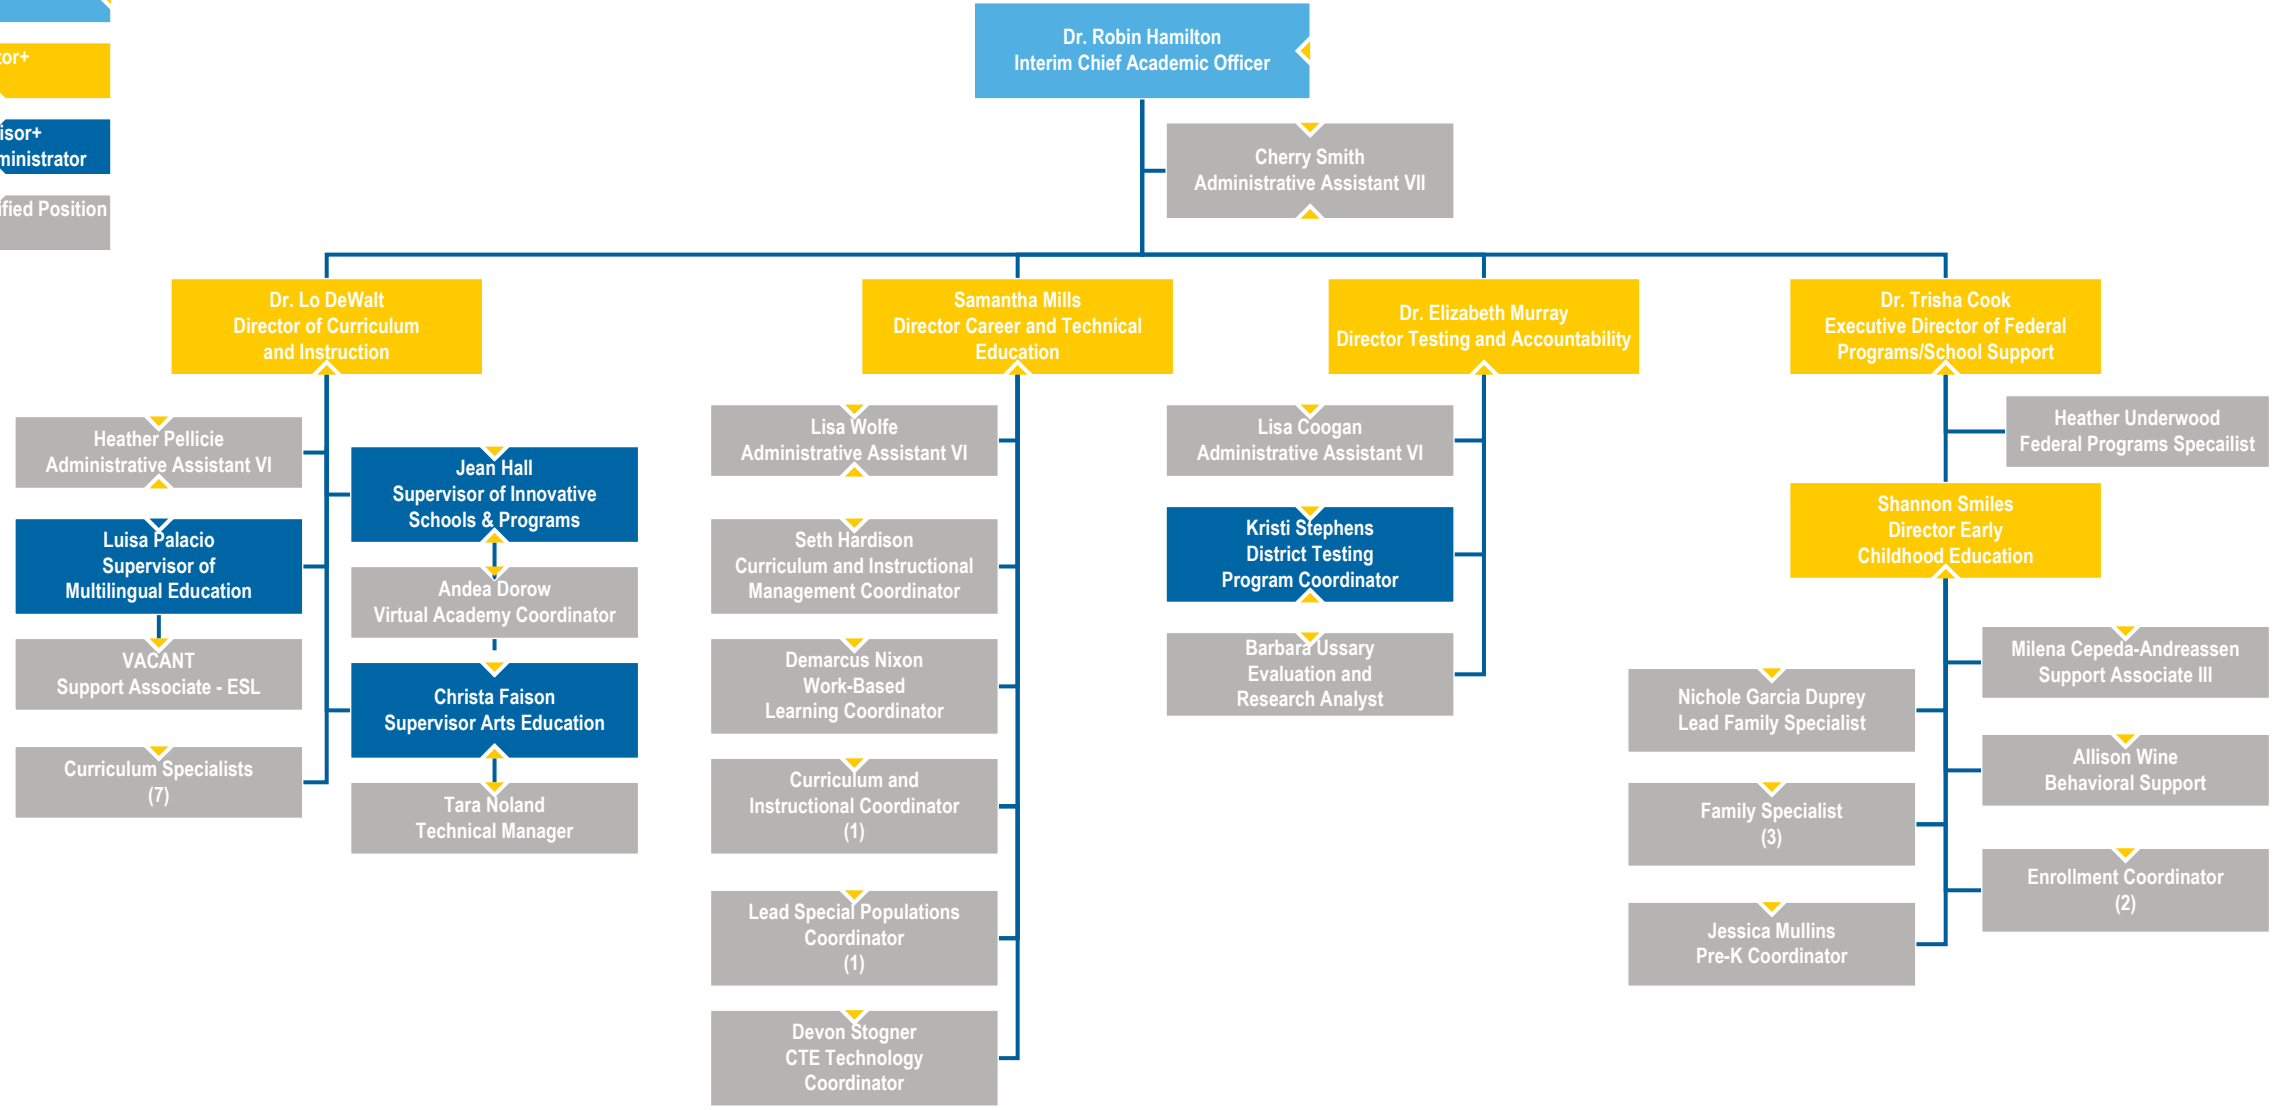 tor+
isor+
ministrator
ified Position
Dr. Robin Hamilton
Interim Chief Academic Officer
Cherry Smith
Administrative Assistant VII
Dr. Lo DeWalt
Director of Curriculum
and Instruction
Heather Pellicie
Administrative Assistant VI
Luisa Palacio
Supervisor of
Multilingual Education
VACANT
Support Associate - ESL
Curriculum Specialists
(7)
Jean Hall
Supervisor of Innovative
Schools & Programs
Andea Dorow
Virtual Academy Coordinator
Christa Faison
Supervisor Arts Education
Tara Noland
Technical Manager
Samantha Mills
Director Career and Technical
Education
Lisa Wolfe
Administrative Assistant VI
Seth Hardison
Curriculum and Instructional
Management Coordinator
Demarcus Nixon
Work-Based
Learning Coordinator
Curriculum and
Instructional Coordinator
(1)
Lead Special Populations
Coordinator
(1)
Devon Stogner
CTE Technology
Coordinator
Dr. Elizabeth Murray
Director Testing and Accountability
Lisa Coogan
Administrative Assistant VI
Kristi Stephens
District Testing
Program Coordinator
Barbara Ussary
Evaluation and
Research Analyst
Dr. Trisha Cook
Executive Director of Federal
Programs/School Support
Heather Underwood
Federal Programs Specailist
Shannon Smiles
Director Early
Childhood Education
Nichole Garcia Duprey
Lead Family Specialist
Family Specialist
(3)
Jessica Mullins
Pre-K Coordinator
Milena Cepeda-Andreassen
Support Associate III
Allison Wine
Behavioral Support
Enrollment Coordinator
(2)